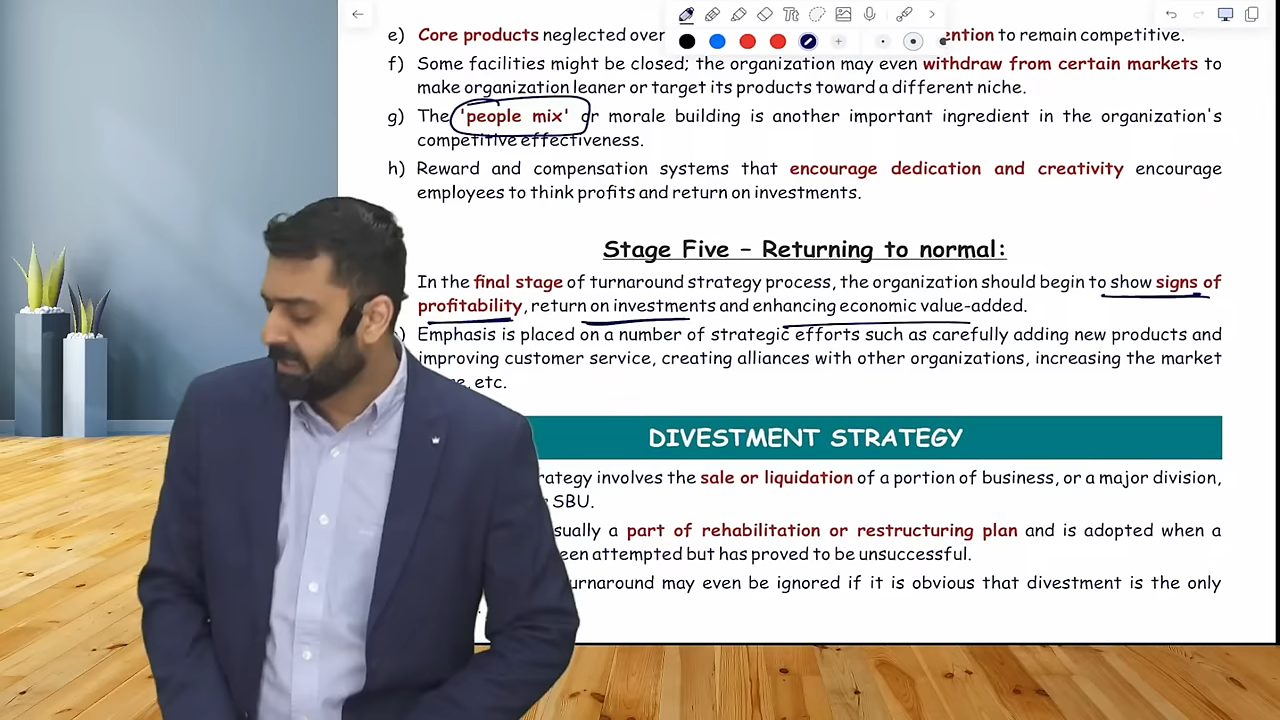 e) Core products neglected over
ention to remain competitive.
f) Some facilities might be closed; the organization may even withdraw from certain markets to
make organization leaner or target its products toward a different niche.
g) The 'people mix' or morale building is another important ingredient in the organization's
competitive effectiveness.
h) Reward and compensation systems that encourage dedication and creativity encourage
employees to think profits and return on investments.
Stage Five – Returning to normal:
In the final stage of turnaround strategy process, the organization should begin to show signs of
profitability, return on investments and enhancing economic value-added.
Emphasis is placed on a number of strategic efforts such as carefully adding new products and
improving customer service, creating alliances with other organizations, increasing the market
etc.
DIVESTMENT STRATEGY
involves the sale or liquidation of a portion of business, or a major division,
SBU.
a part of rehabilitation or restructuring plan and is adopted when a
attempted but has proved to be unsuccessful.
may even be ignored if it is obvious that divestment is the only